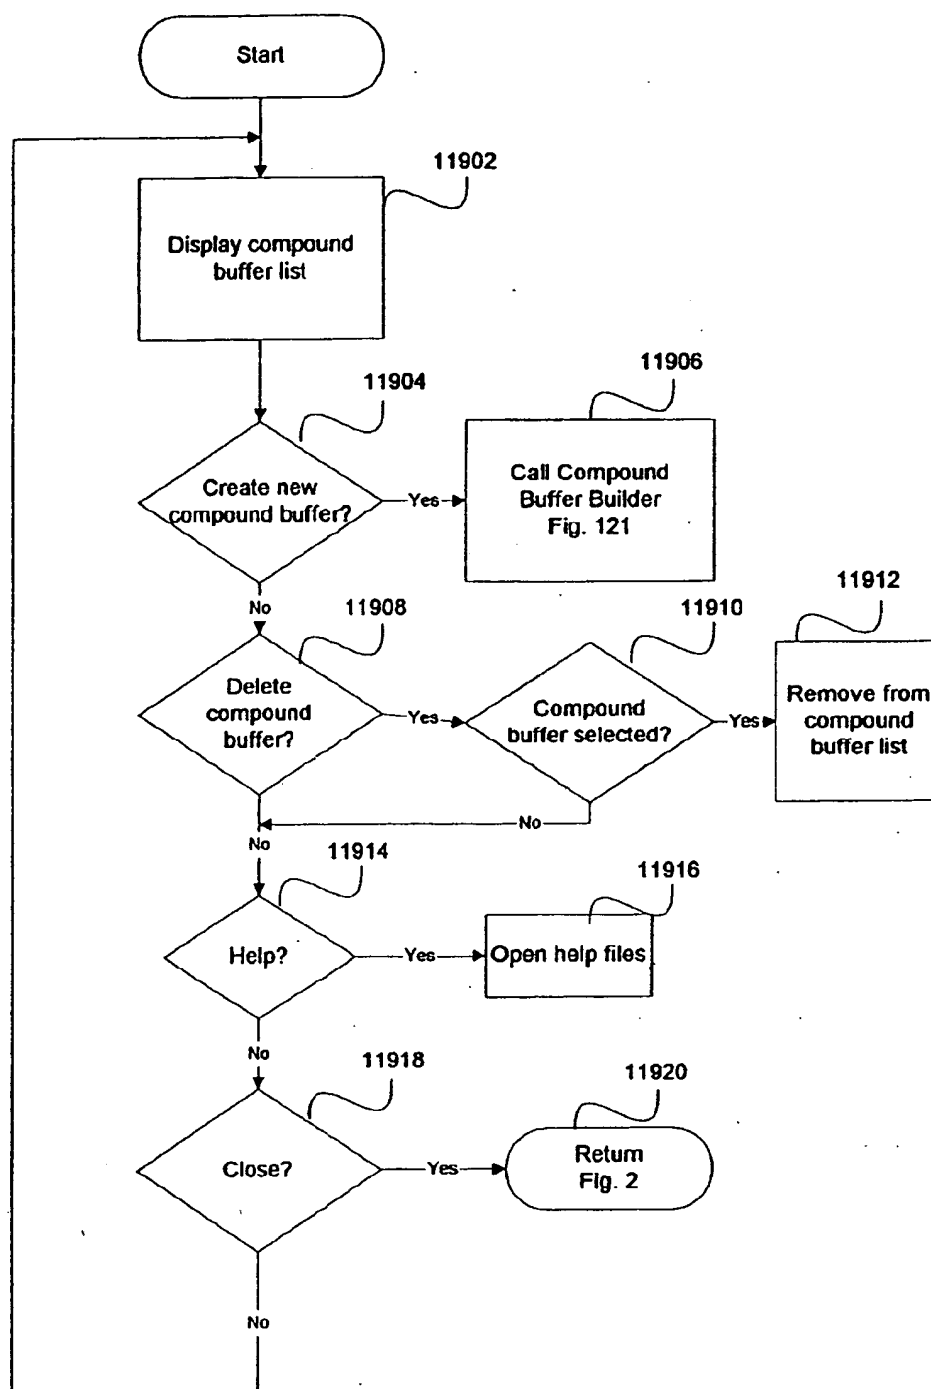 Start
11902
Display compound
buffer list
11904
11906
Create new
compound buffer?
Yes
Call Compound
Buffer Builder
Fig. 121
No
11908
11910
11912
Delete
compound
buffer?
Yes
Compound
buffer selected?
Yes
Remove from
compound
buffer list
No
No
11914
11916
Help?
Yes
Open help files
No
11918
11920
Close?
Yes
Return
Fig. 2
No